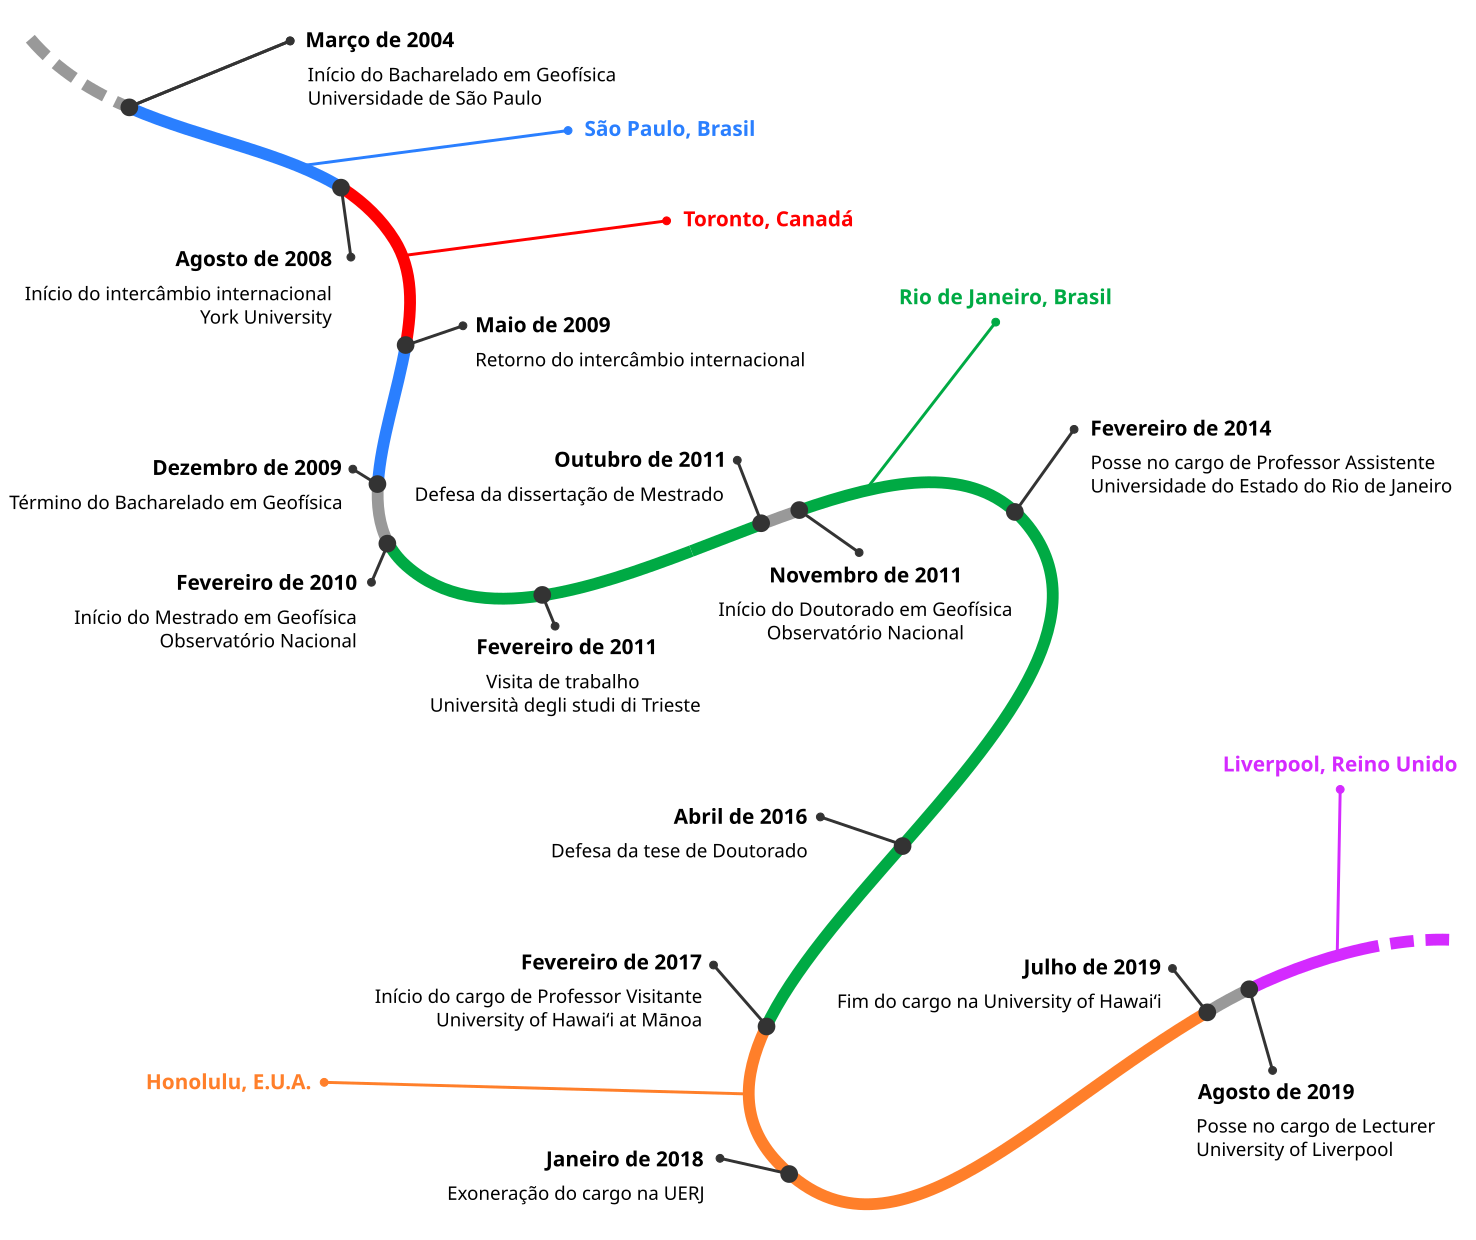 Março de 2004
Início do Bacharelado em Geofísica
Universidade de São Paulo
São Paulo, Brasil
Toronto, Canadá
Agosto de 2008
Início do intercâmbio internacional
York University
Rio de Janeiro, Brasil
Maio de 2009
Retorno do intercâmbio internacional
Fevereiro de 2014
Posse no cargo de Professor Assistente
Universidade do Estado do Rio de Janeiro
Dezembro de 2009
Término do Bacharelado em Geofísica
Outubro de 2011
Defesa da dissertação de Mestrado
Novembro de 2011
Início do Doutorado em Geofísica
Observatório Nacional
Fevereiro de 2010
Início do Mestrado em Geofísica
Observatório Nacional
Fevereiro de 2011
Visita de trabalho
Università degli studi di Trieste
Liverpool, Reino Unido
Abril de 2016
Defesa da tese de Doutorado
Fevereiro de 2017
Início do cargo de Professor Visitante
University of Hawaiʻi at Mānoa
Julho de 2019
Fim do cargo na University of Hawaiʻi
Honolulu, E.U.A.
Agosto de 2019
Posse no cargo de Lecturer
University of Liverpool
Janeiro de 2018
Exoneração do cargo na UERJ